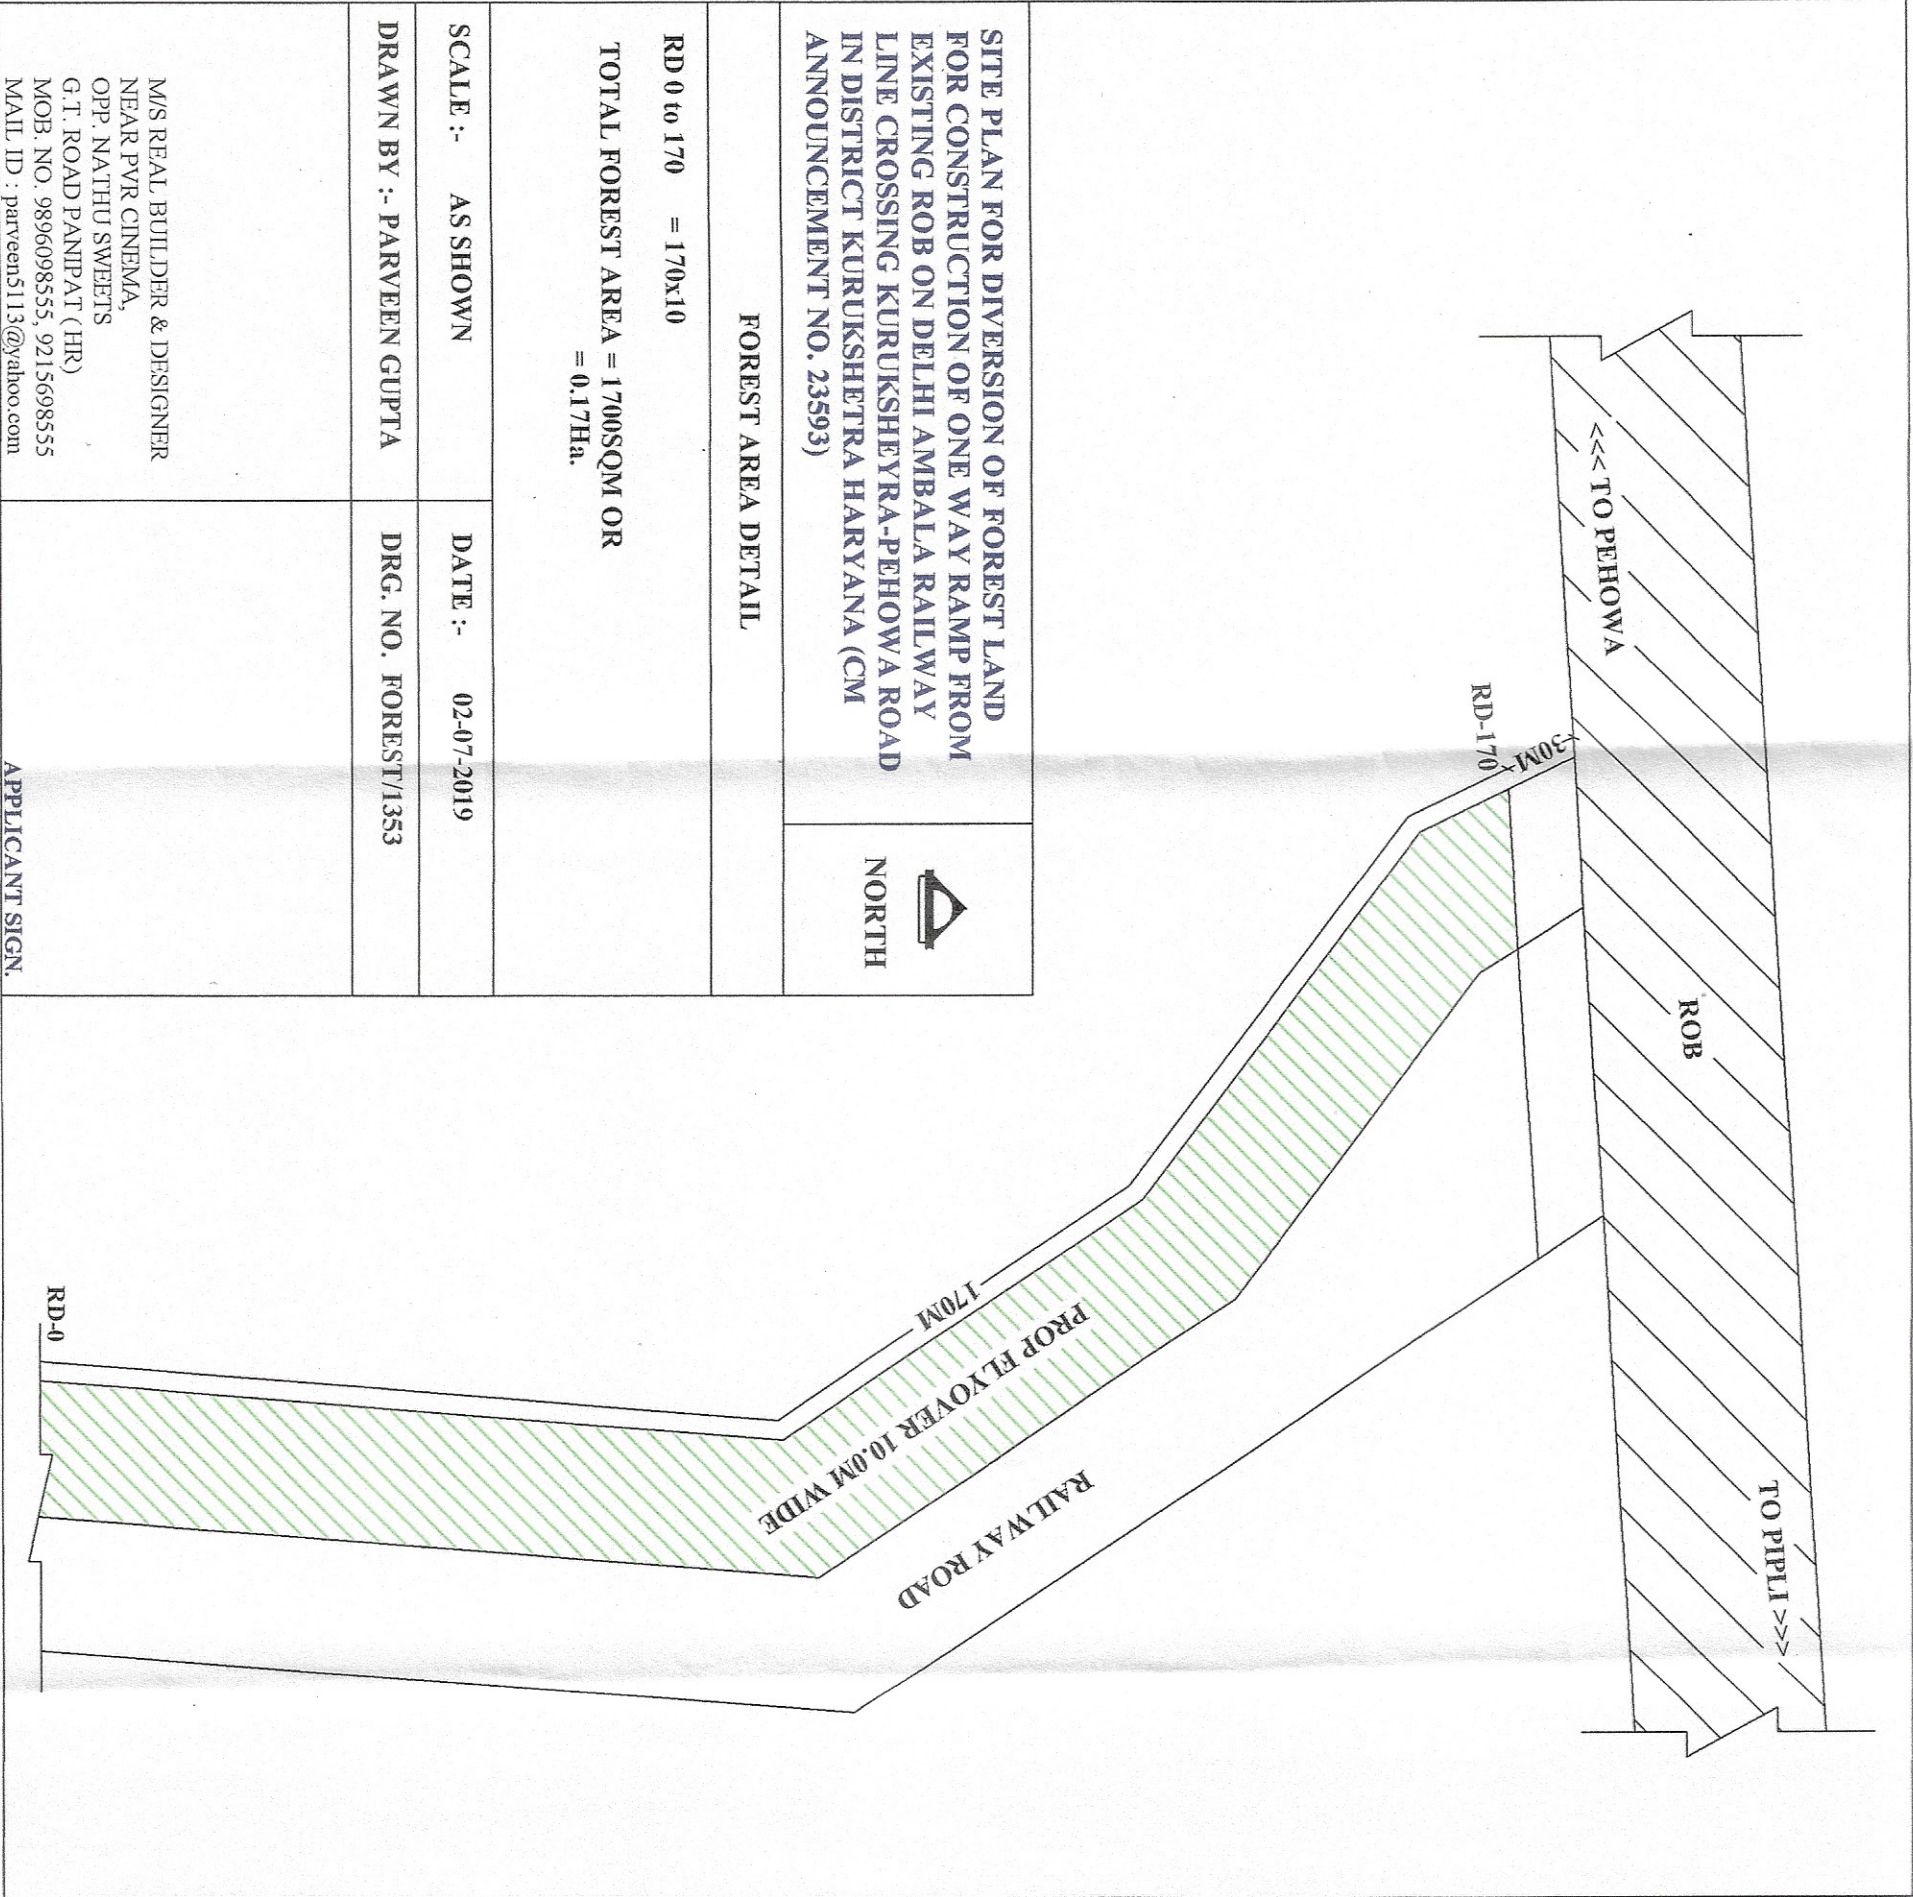 <<< TO PEHOWA
ROB
TO PIPLI >>>
RD-170
30M
170M
PROP FLYOVER 10.0M WIDE
RAILWAY ROAD
RD-0
SITE PLAN FOR DIVERSION OF FOREST LAND
FOR CONSTRUCTION OF ONE WAY RAMP FROM
EXISTING ROB ON DELHI AMBALA RAILWAY
LINE CROSSING KURUKSHEYRA-PEHOWA ROAD
IN DISTRICT KURUKSHETRA HARYANA (CM
ANNOUNCEMENT NO. 23593)
NORTH
FOREST AREA DETAIL
RD 0 to 170 = 170x10
TOTAL FOREST AREA = 1700SQM OR
= 0.17Ha.
SCALE :- AS SHOWN
DATE :- 02-07-2019
DRAWN BY :- PARVEEN GUPTA
DRG. NO. FOREST/1353
M/S REAL BUILDER & DESIGNER
NEAR PVR CINEMA,
OPP. NATHU SWEETS
G.T. ROAD PANIPAT ( HR)
MOB. NO. 9896098555, 9215698555
MAIL ID : parveen5113@yahoo.com
APPLICANT SIGN.